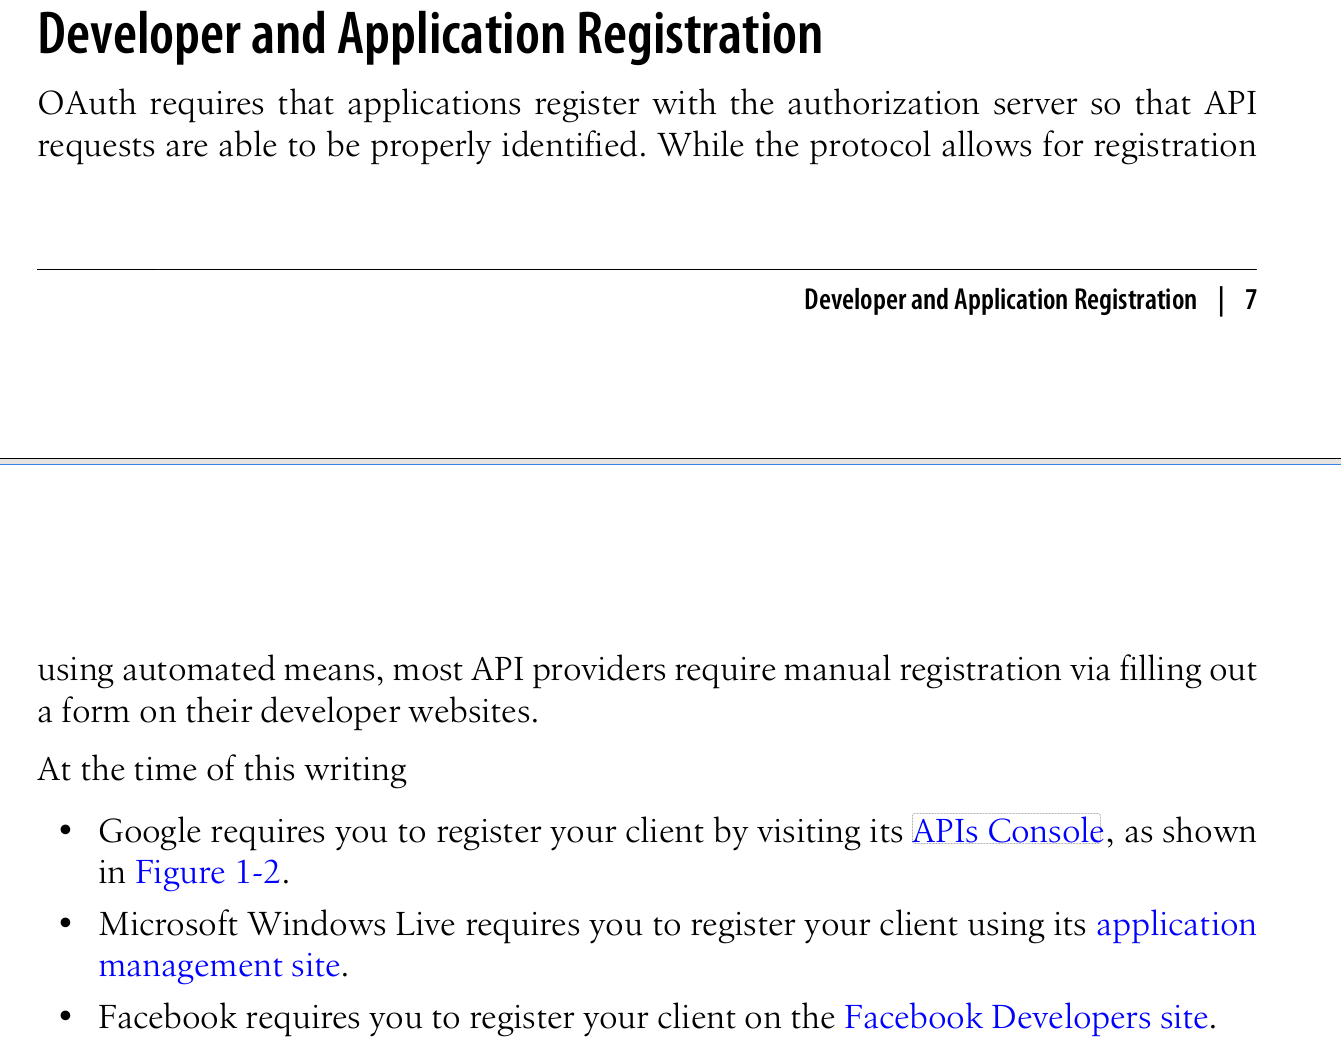 Developer and Application Registration
OAuth requires that applications register with the authorization server so that API
requests are able to be properly identified. While the protocol allows for registration
Developer and Application Registration | 7
using automated means, most API providers require manual registration via filling out
a form on their developer websites.
At the time of this writing
• Google requires you to register your client by visiting its APIs Console, as shown
in Figure 1-2.
• Microsoft Windows Live requires you to register your client using its application
management site.
• Facebook requires you to register your client on the Facebook Developers site.